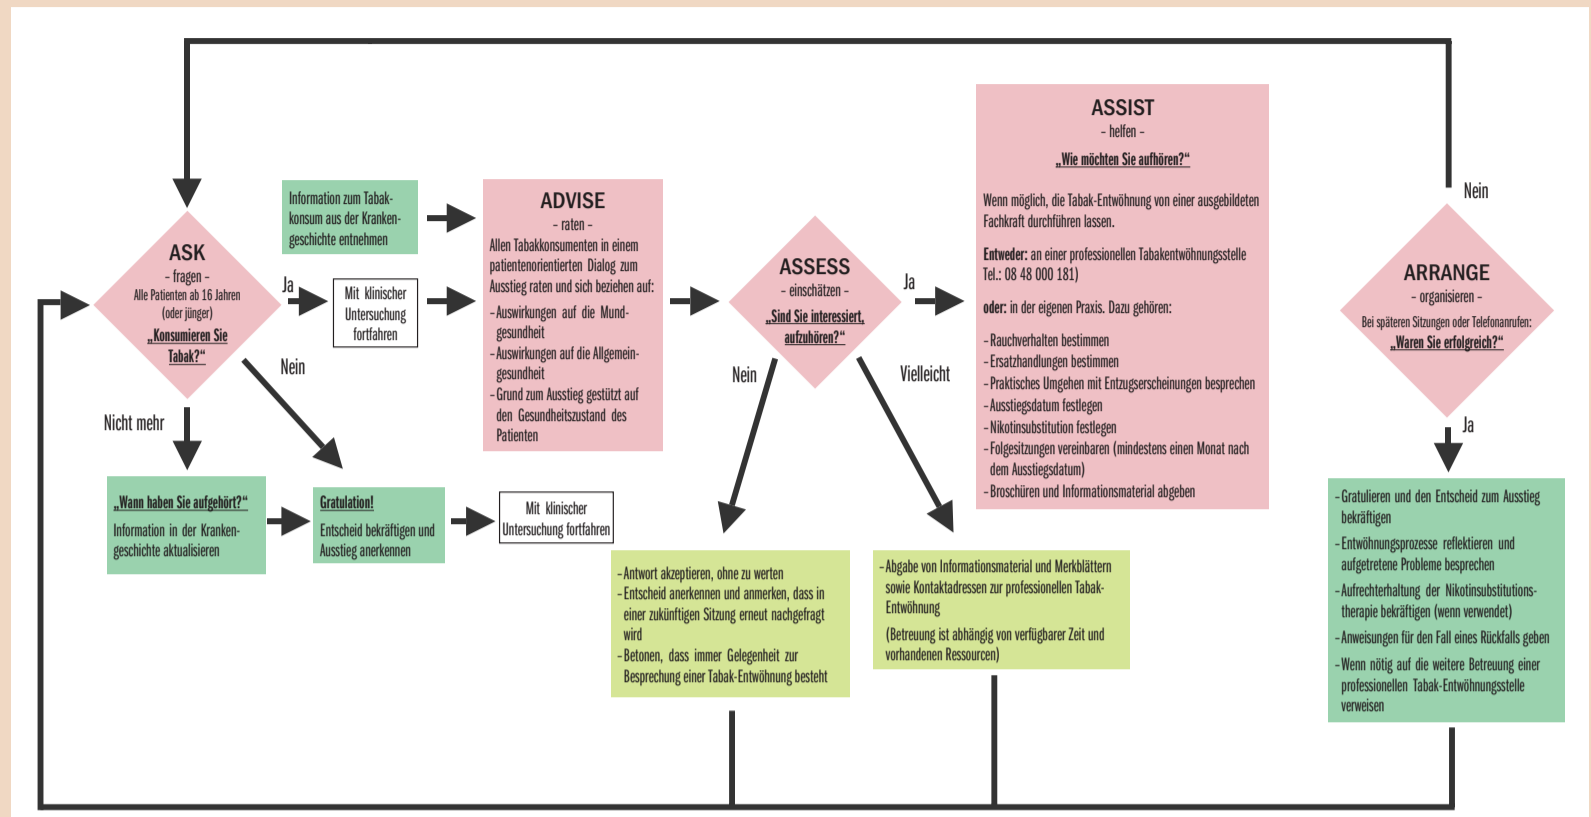 ASK
– fragen –
Alle Patienten ab 16 Jahren
(oder jünger)
„Konsumieren Sie
Tabak?“
Ja
Nein
Nicht mehr
Information zum Tabak-
konsum aus der Kranken-
geschichte entnehmen
Mit klinischer
Untersuchung
fortfahren
„Wann haben Sie aufgehört?“
Information in der Kranken-
geschichte aktualisieren
Gratulation!
Entscheid bekräftigen und
Ausstieg anerkennen
Mit klinischer
Untersuchung fortfahren
ADVISE
– raten –
Allen Tabakkonsumenten in einem
patientenorientierten Dialog zum
Ausstieg raten und sich beziehen auf:
– Auswirkungen auf die Mund-
gesundheit
– Auswirkungen auf die Allgemein-
gesundheit
– Grund zum Ausstieg gestützt auf
den Gesundheitszustand des
Patienten
ASSESS
– einschätzen –
„Sind Sie interessiert,
aufzuhören?“
Ja
Nein
Vielleicht
– Antwort akzeptieren, ohne zu werten
– Entscheid anerkennen und anmerken, dass in
einer zukünftigen Sitzung erneut nachgefragt
wird
– Betonen, dass immer Gelegenheit zur
Besprechung einer Tabak-Entwöhnung besteht
– Abgabe von Informationsmaterial und Merkblättern
sowie Kontaktadressen zur professionellen Tabak-
Entwöhnung
(Betreuung ist abhängig von verfügbarer Zeit und
vorhandenen Ressourcen)
ASSIST
– helfen –
„Wie möchten Sie aufhören?“
Wenn möglich, die Tabak-Entwöhnung von einer ausgebildeten
Fachkraft durchführen lassen.
Entweder: an einer professionellen Tabakentwöhnungsstelle
Tel.: 08 48 000 181)
oder: in der eigenen Praxis. Dazu gehören:
– Rauchverhalten bestimmen
– Ersatzhandlungen bestimmen
– Praktisches Umgehen mit Entzugserscheinungen besprechen
– Ausstiegsdatum festlegen
– Nikotinsubstitution festlegen
– Folgesitzungen vereinbaren (mindestens einen Monat nach
dem Ausstiegsdatum)
– Broschüren und Informationsmaterial abgeben
Nein
ARRANGE
– organisieren –
Bei späteren Sitzungen oder Telefonanrufen:
„Waren Sie erfolgreich?“
Ja
– Gratulieren und den Entscheid zum Ausstieg
bekräftigen
– Entwöhnungsprozesse reflektieren und
aufgetretene Probleme besprechen
– Aufrechterhaltung der Nikotinsubstitutions-
therapie bekräftigen (wenn verwendet)
– Anweisungen für den Fall eines Rückfalls geben
– Wenn nötig auf die weitere Betreuung einer
professionellen Tabak-Entwöhnungsstelle
verweisen